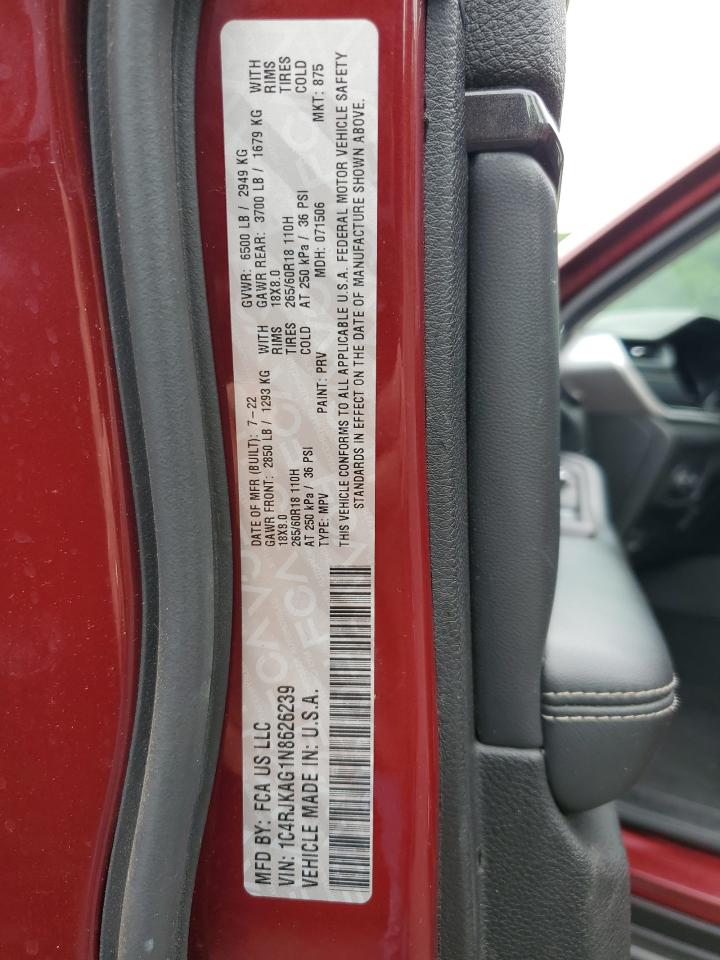 MFD BY: FCA US LLC
VIN: 1C4RJKAG1N8626239
VEHICLE MADE IN: U.S.A.
DATE OF MFR (BUILT): 7-22
GAWR FRONT: 2850 LB / 1293 KG WITH
18X8.0 RIMS
265/60R18 110H TIRES
AT 250 kPa / 36 PSI COLD
TYPE: MPV PAINT: PRV
GVWR: 6500 LB / 2949 KG
GAWR REAR: 3700 LB / 1679 KG WITH
18X8.0 RIMS
265/60R18 110H TIRES
AT 250 kPa / 36 PSI COLD
MDH: 071506 MKT: 875
THIS VEHICLE CONFORMS TO ALL APPLICABLE U.S.A. FEDERAL MOTOR VEHICLE SAFETY
STANDARDS IN EFFECT ON THE DATE OF MANUFACTURE SHOWN ABOVE.